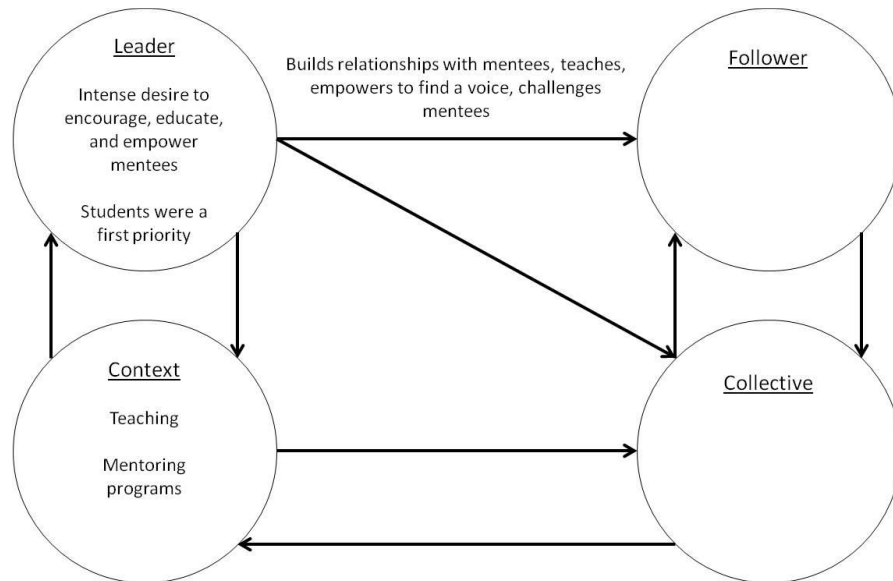 Leader
Intense desire to
encourage, educate,
and empower
mentees
Students were a
first priority
Builds relationships with mentees, teaches,
empowers to find a voice, challenges
mentees
Follower
Context
Teaching
Mentoring
programs
Collective